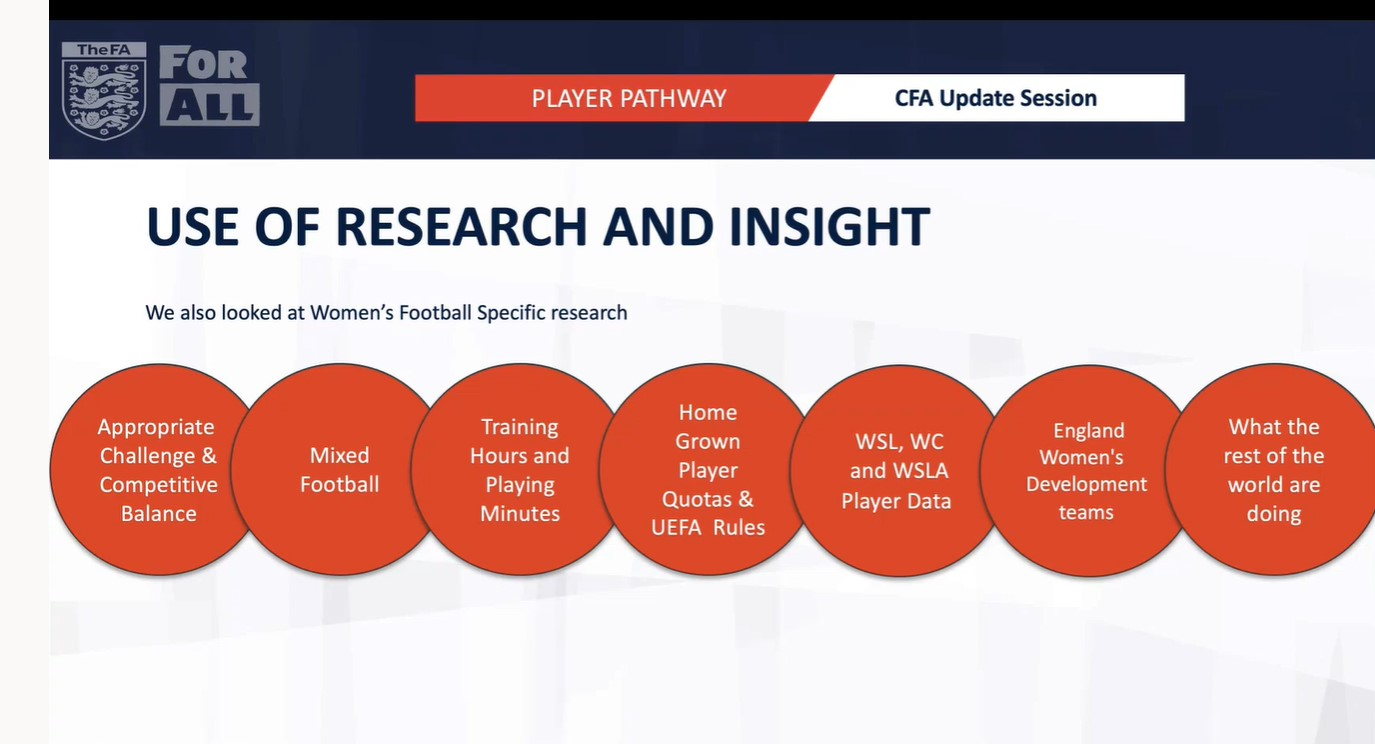 TheFA
FOR
ALL
PLAYER PATHWAY
CFA Update Session
USE OF RESEARCH AND INSIGHT
We also looked at Women’s Football Specific research
Appropriate
Challenge &
Competitive
Balance
Mixed
Football
Training
Hours and
Playing
Minutes
Home
Grown
Player
Quotas &
UEFA Rules
WSL, WC
and WSLA
Player Data
England
Women's
Development
teams
What the
rest of the
world are
doing